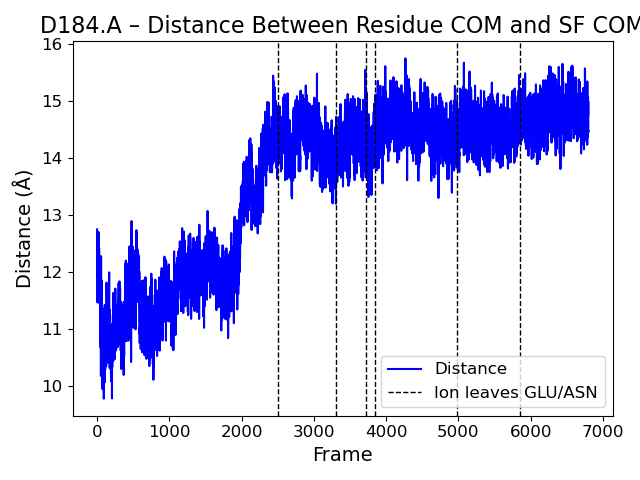 D184.A – Distance Between Residue COM and SF COM
16
15
14
13
12
11
10
Distance (Å)
Distance
Ion leaves GLU/ASN
0 1000 2000 3000 4000 5000 6000 7000
Frame